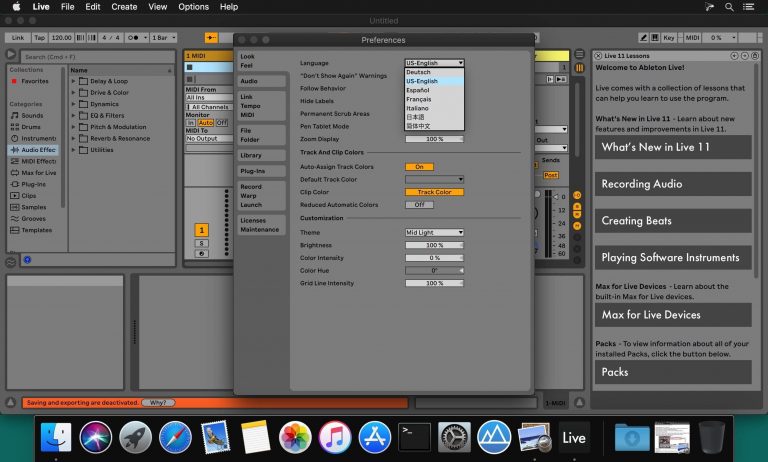 Live File Edit Create View Options Help
Untitled
Link Tap 120.00 4 / 4 1 Bar Key MIDI 0 %
Preferences
Search (Cmd + F)
Collections
Favorites
Categories
Sounds
Drums
Instruments
Audio Effec
MIDI Effect
Max for Live
Plug-Ins
Clips
Samples
Grooves
Templates
Delay & Loop
Drive & Color
Dynamics
EQ & Filters
Pitch & Modulation
Reverb & Resonance
Utilities
1 MIDI
MIDI From
All Ins
All Channels
Monitor
In Auto Off
MIDI To
No Output
1
S
Look
Feel
Audio
Link
Tempo
MIDI
File
Folder
Library
Plug-Ins
Record
Warp
Launch
Licenses
Maintenance
Language US-English
Deutsch
US-English
Español
Français
Italiano
日本語
简体中文
"Don't Show Again" Warnings
Follow Behavior
Hide Labels
Permanent Scrub Areas
Pen Tablet Mode
Zoom Display 100 %
Track And Clip Colors
Auto-Assign Track Colors On
Default Track Color
Clip Color Track Color
Reduced Automatic Colors Off
Customization
Theme Mid Light
Brightness 100 %
Color Intensity 0 %
Color Hue 0°
Grid Line Intensity 100 %
Sends
Post
0
12
24
36
48
60
Live 11 Lessons
Welcome to Ableton Live!
Live comes with a collection of lessons that
can help you learn to use the program.
What's New in Live 11 - Learn about new
features and improvements in Live 11.
What's New in Live 11
Recording Audio
Creating Beats
Playing Software Instruments
Max for Live Devices - Learn about the
built-in Max for Live devices.
Max for Live Devices
Packs - To view information about all of your
installed Packs, click the button below.
Packs
Saving and exporting are deactivated. Why?
1-MIDI
Live